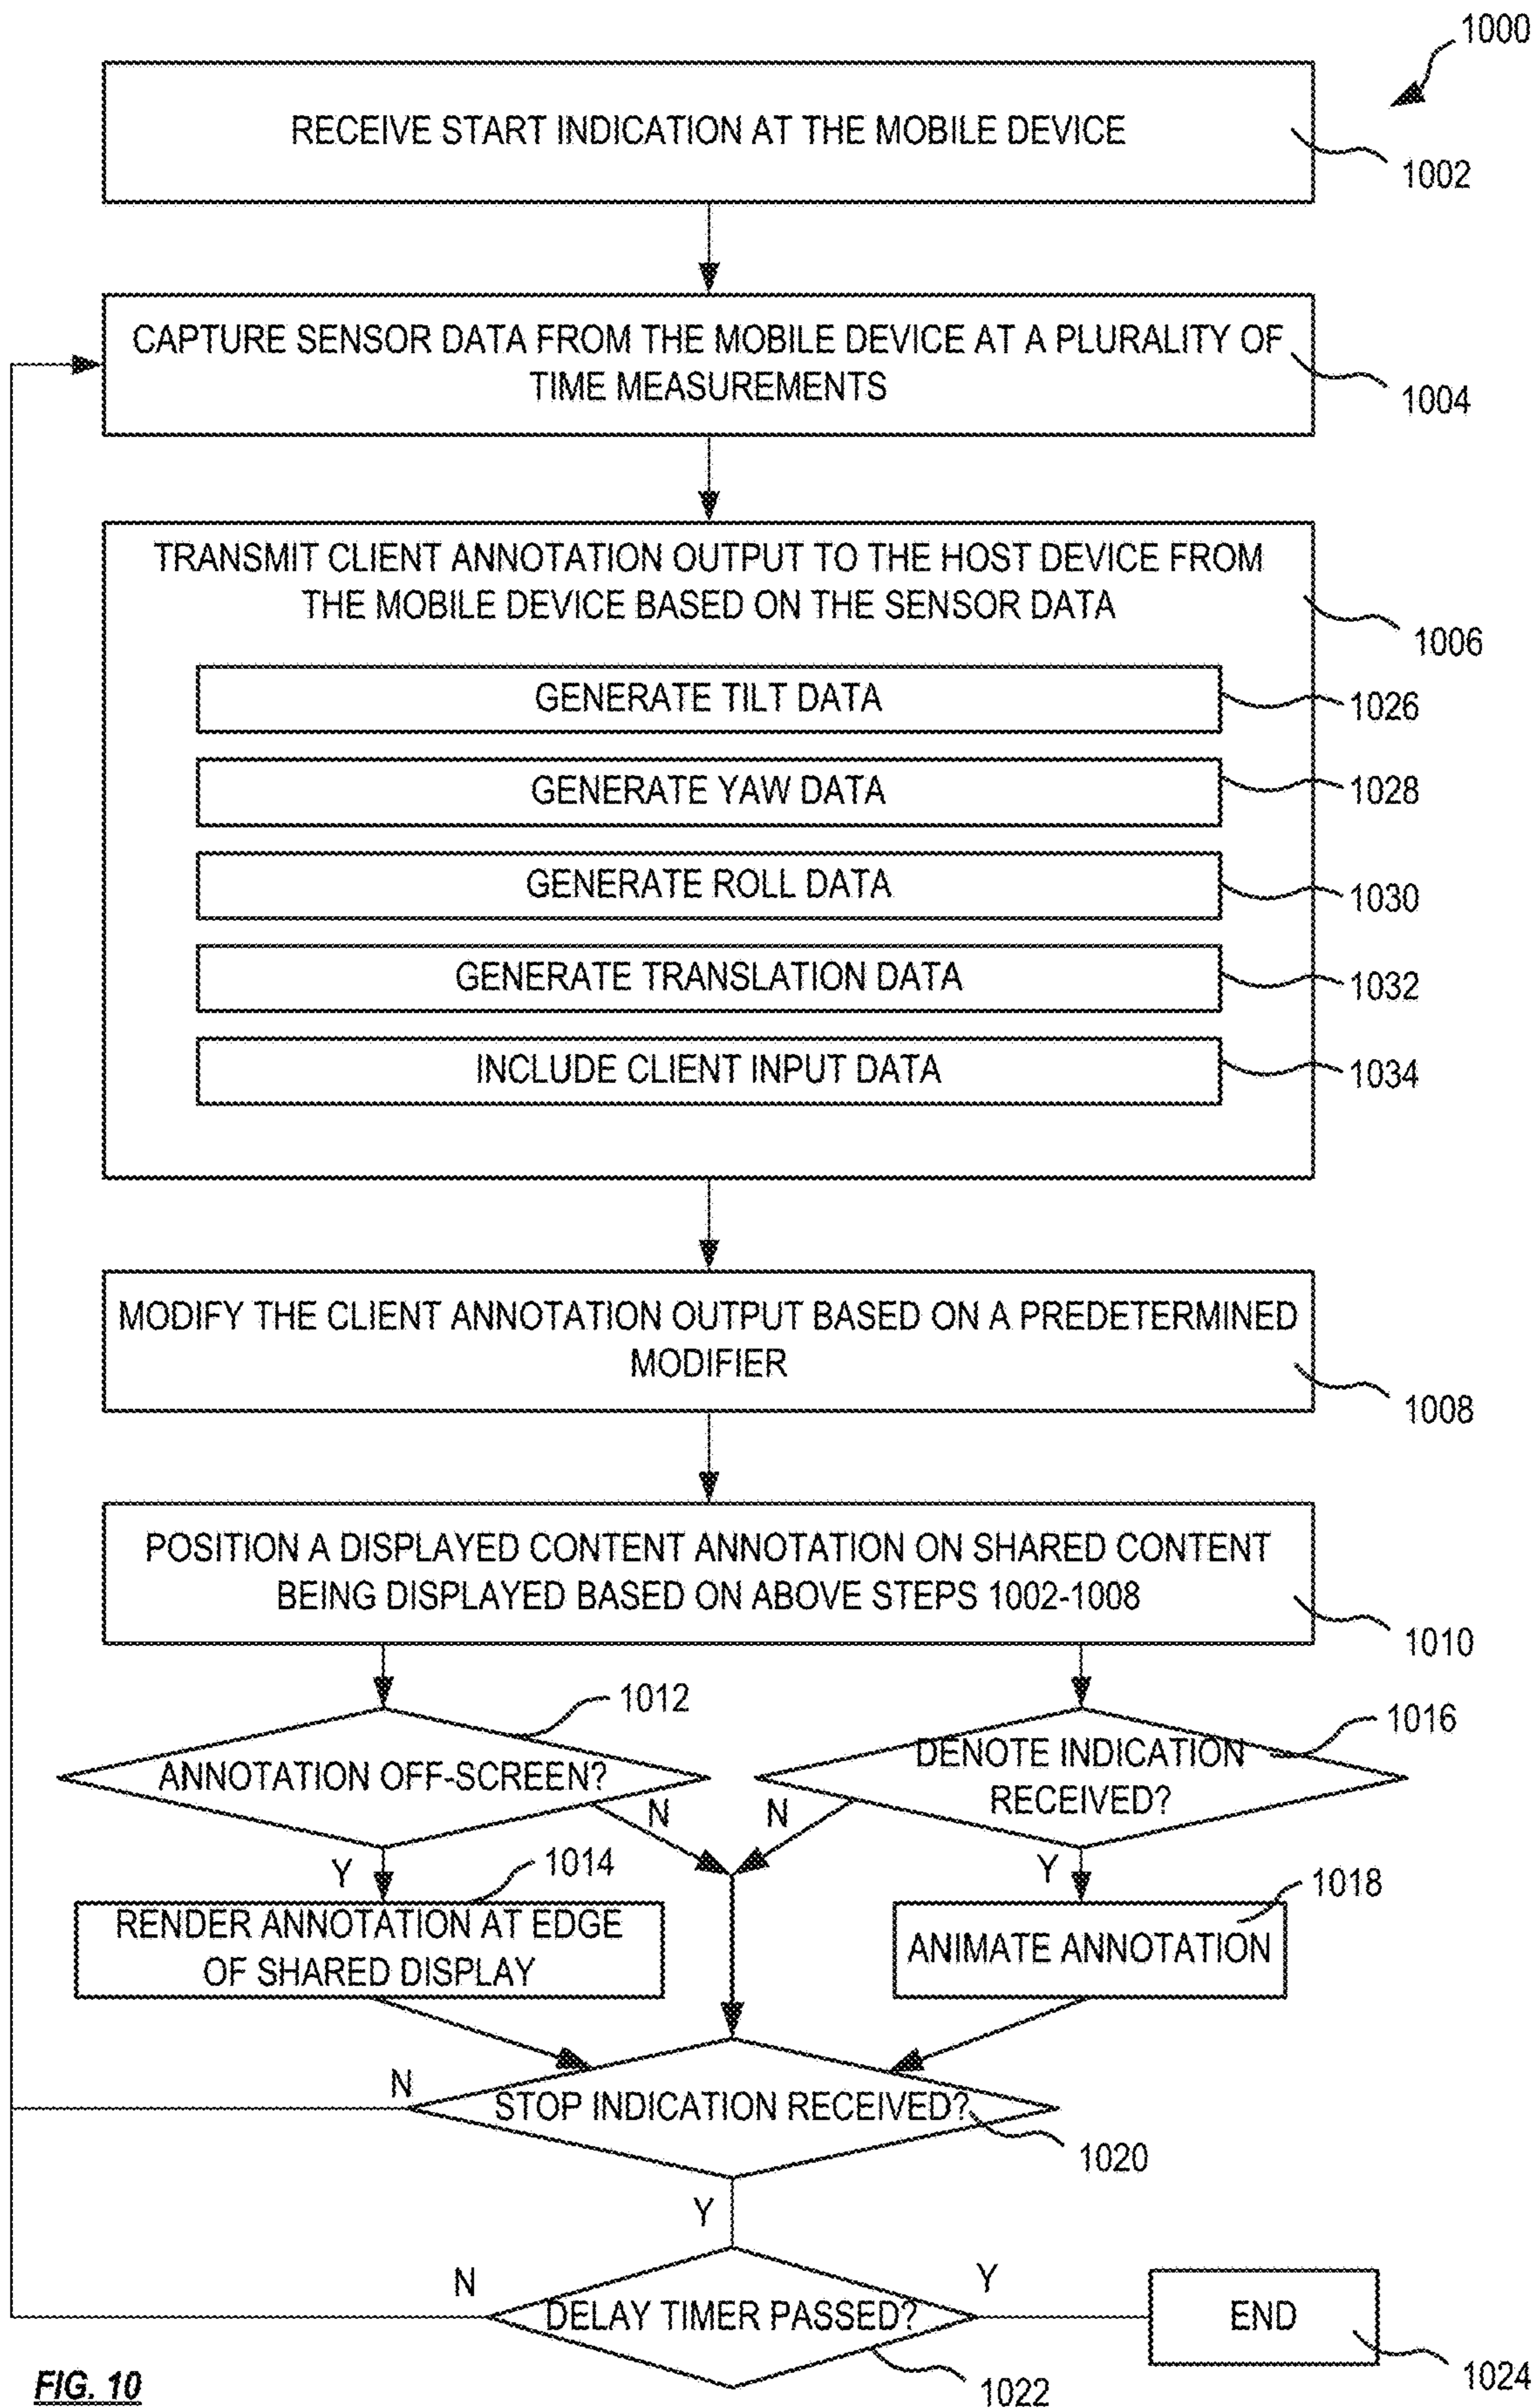 1000
RECEIVE START INDICATION AT THE MOBILE DEVICE
1002
CAPTURE SENSOR DATA FROM THE MOBILE DEVICE AT A PLURALITY OF
TIME MEASUREMENTS
1004
TRANSMIT CLIENT ANNOTATION OUTPUT TO THE HOST DEVICE FROM
THE MOBILE DEVICE BASED ON THE SENSOR DATA
1006
GENERATE TILT DATA
1026
GENERATE YAW DATA
1028
GENERATE ROLL DATA
1030
GENERATE TRANSLATION DATA
1032
INCLUDE CLIENT INPUT DATA
1034
MODIFY THE CLIENT ANNOTATION OUTPUT BASED ON A PREDETERMINED
MODIFIER
1008
POSITION A DISPLAYED CONTENT ANNOTATION ON SHARED CONTENT
BEING DISPLAYED BASED ON ABOVE STEPS 1002-1008
1010
1012
ANNOTATION OFF-SCREEN?
N
Y
1016
DENOTE INDICATION
RECEIVED?
N
Y
1014
RENDER ANNOTATION AT EDGE
OF SHARED DISPLAY
1018
ANIMATE ANNOTATION
N
STOP INDICATION RECEIVED?
1020
Y
N
DELAY TIMER PASSED?
Y
1022
END
1024
FIG. 10